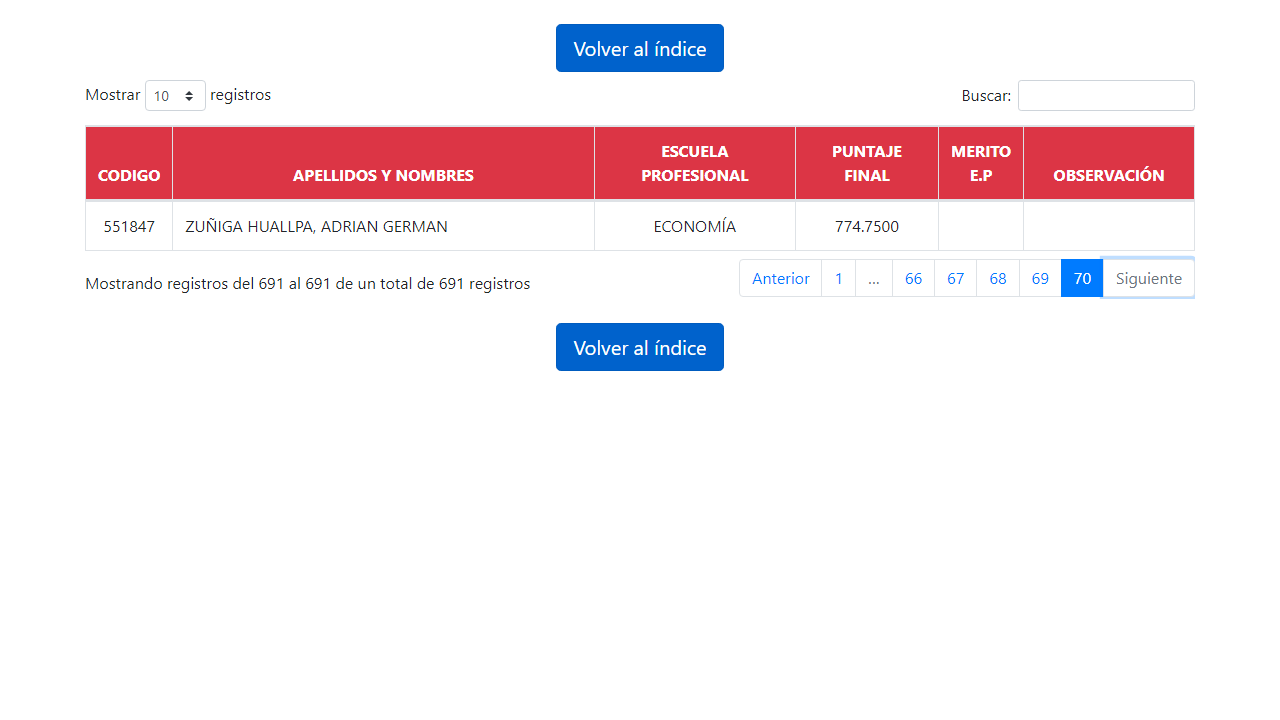 Volver al índice
Mostrar 10 registros
Buscar:
CODIGO APELLIDOS Y NOMBRES ESCUELA PROFESIONAL PUNTAJE FINAL MERITO E.P OBSERVACIÓN
551847 ZUÑIGA HUALLPA, ADRIAN GERMAN ECONOMÍA 774.7500
Mostrando registros del 691 al 691 de un total de 691 registros
Anterior 1 ... 66 67 68 69 70 Siguiente
Volver al índice